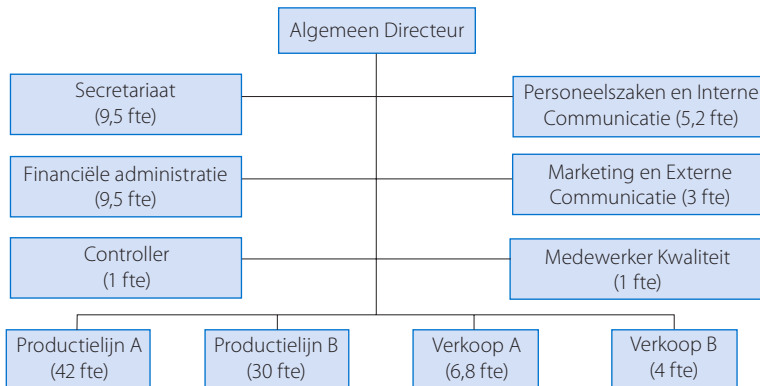 Algemeen Directeur
Secretariaat
(9,5 fte)
Personeelszaken en Interne
Communicatie (5,2 fte)
Financiële administratie
(9,5 fte)
Marketing en Externe
Communicatie (3 fte)
Controller
(1 fte)
Medewerker Kwaliteit
(1 fte)
Productielijn A
(42 fte)
Productielijn B
(30 fte)
Verkoop A
(6,8 fte)
Verkoop B
(4 fte)